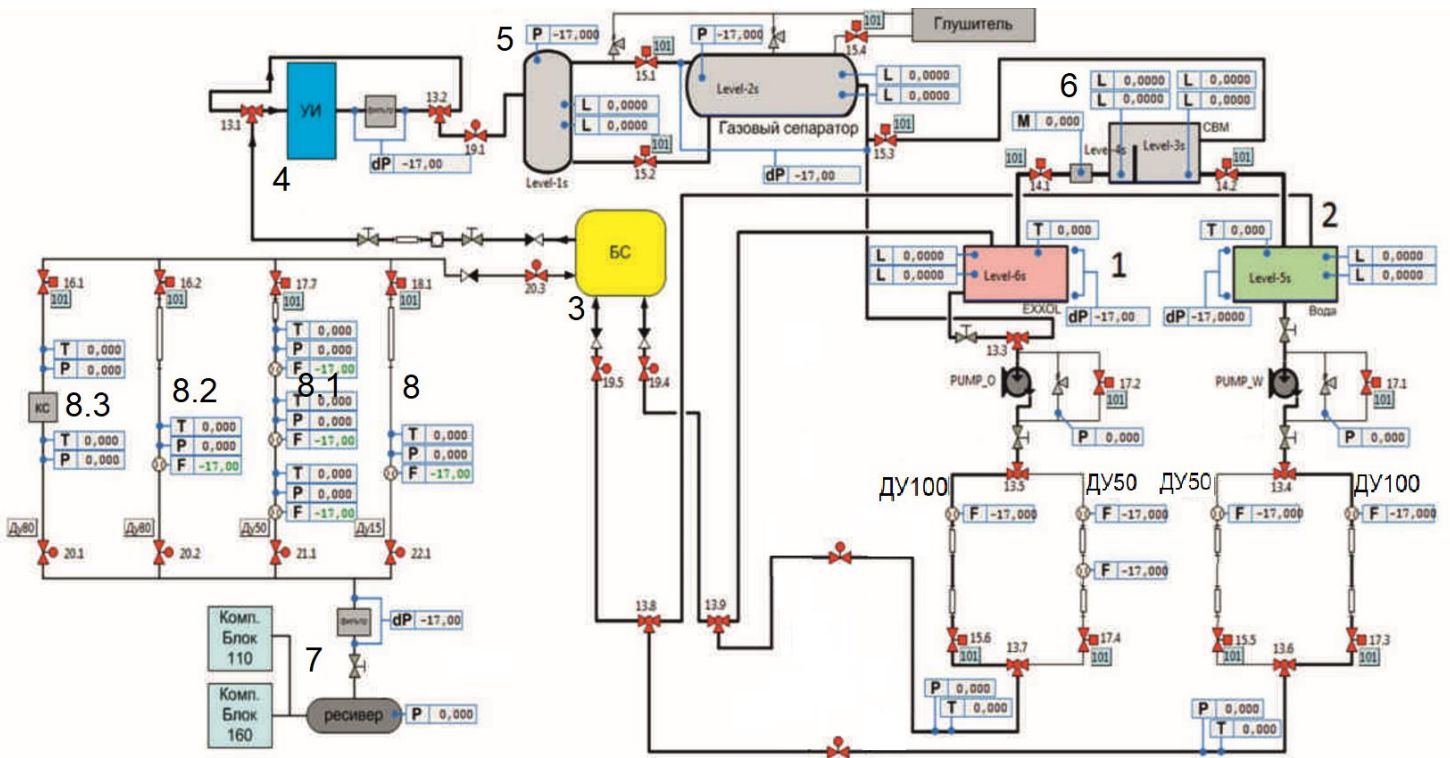 Глушитель
5
P -17,000
101
15.1
P -17,000
101
15.4
Level-2s
L 0,0000
L 0,0000
Газовый сепаратор
6
L 0,0000
L 0,0000
L 0,0000
L 0,0000
M 0,000
СВМ
Level-4s
Level-3s
УИ
фильтр
13.1
13.2
19.1
dP -17,00
4
L 0,0000
L 0,0000
101
15.2
Level-1s
101
15.3
dP -17,00
101
14.1
101
14.2
2
БС
3
20.3
T 0,000
L 0,0000
L 0,0000
Level-6s
1
EXXOL
dP -17,00
T 0,000
L 0,0000
L 0,0000
Level-5s
dP -17,0000
Вода
16.1
101
16.2
101
17.7
101
18.1
101
T 0,000
P 0,000
КС
8.3
T 0,000
P 0,000
8.2
T 0,000
P 0,000
F -17,00
T 0,000
P 0,000
F -17,00
8.1
T 0,000
P 0,000
F -17,00
T 0,000
P 0,000
F -17,00
8
T 0,000
P 0,000
F -17,00
19.5
19.4
13.3
PUMP_O
17.2
101
P 0,000
PUMP_W
17.1
101
P 0,000
Ду80
20.1
Ду80
20.2
Ду50
21.1
Ду15
22.1
ДУ100
13.5
ДУ50
F -17,000
F -17,000
F -17,000
ДУ50
13.4
ДУ100
F -17,000
F -17,000
13.8
13.9
15.6
101
13.7
17.4
101
15.5
101
13.6
17.3
101
Комп.
Блок
110
фильтр
dP -17,00
7
Комп.
Блок
160
ресивер
P 0,000
P 0,000
T 0,000
P 0,000
T 0,000